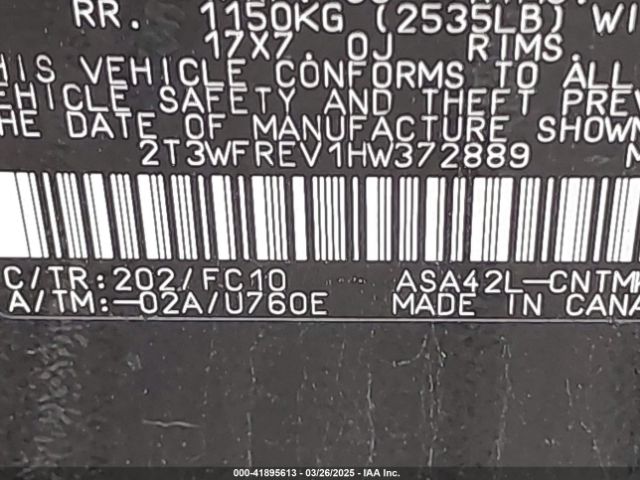 RR. 1150KG (2535LB) WI
17X7.0J RIMS.
HIS VEHICLE CONFORMS TO ALL
EHICLE SAFETY AND THEFT PRE
HE DATE OF MANUFACTURE SHOWN
2T3WFREV1HW372889
C/TR:202/FC10 ASA42L-CNTM
A/TM:-02A/U760E MADE IN CANA
000-41895613 | 03/26/2025 | IAA Inc.